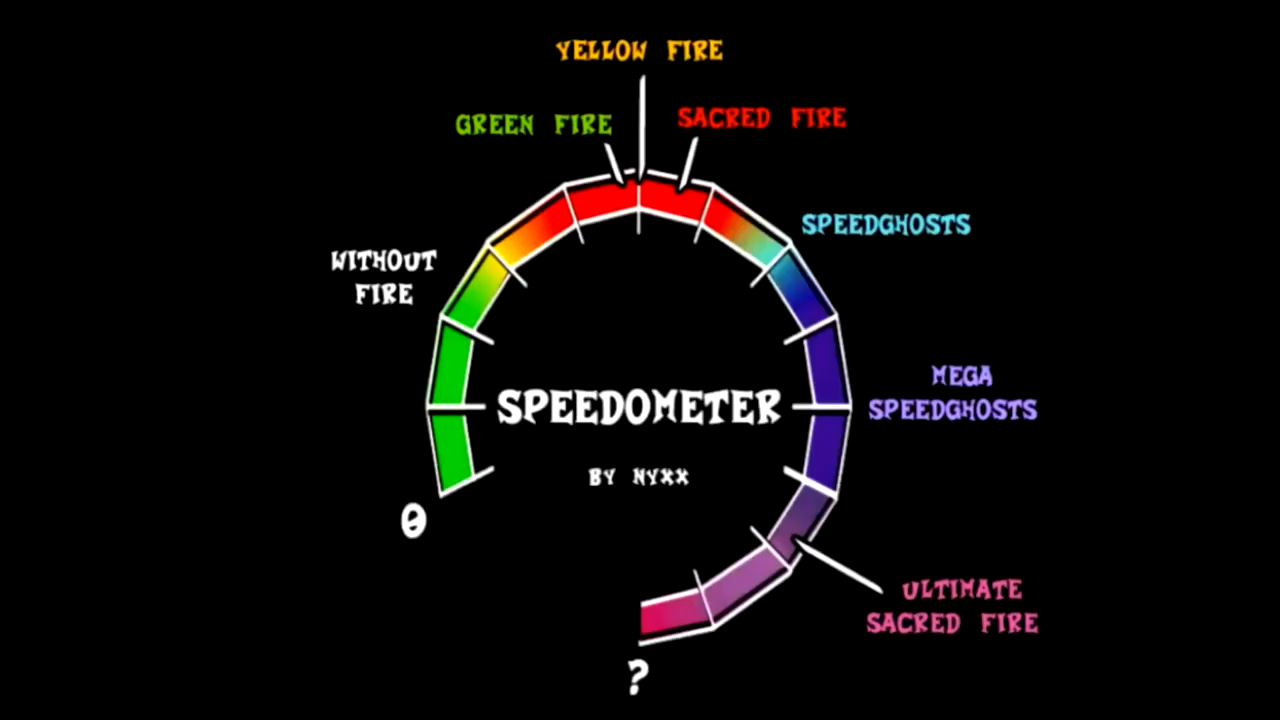 YELLOW FIRE
GREEN FIRE
SACRED FIRE
SPEEDGHOSTS
WITHOUT
FIRE
MEGA
SPEEDGHOSTS
SPEEDOMETER
BY NYXX
0
ULTIMATE
SACRED FIRE
?